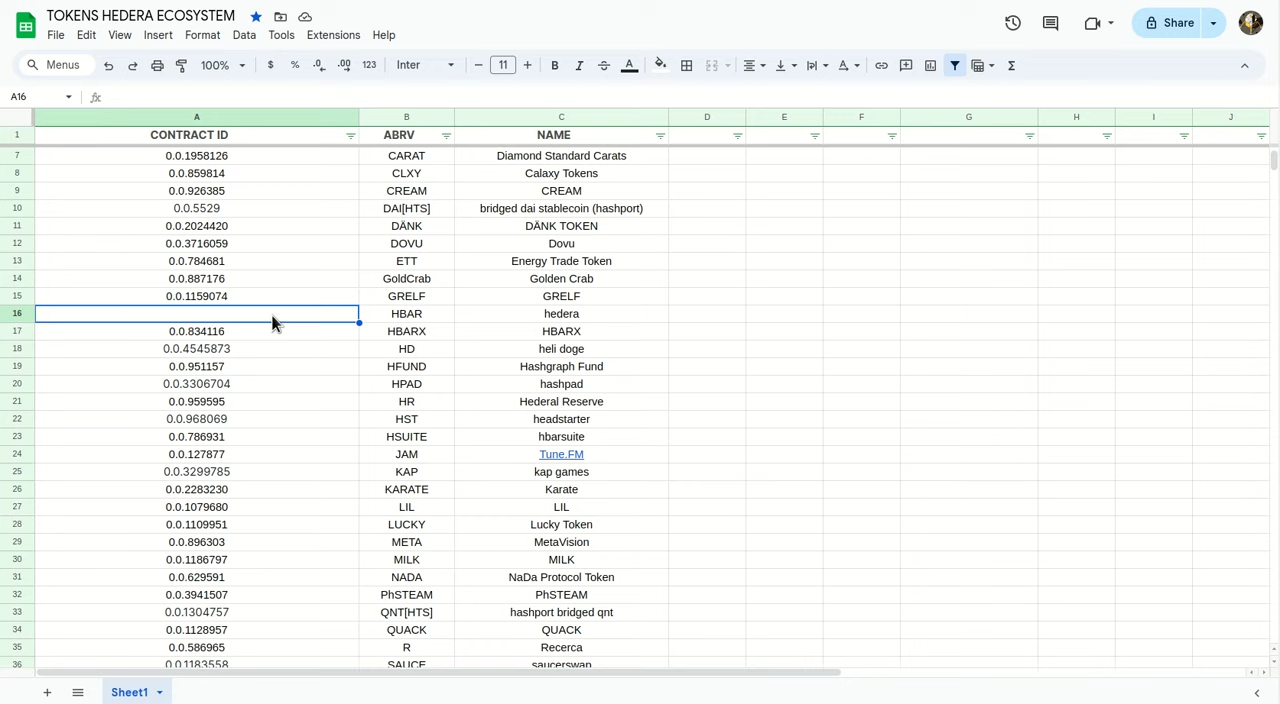 TOKENS HEDERA ECOSYSTEM
File Edit View Insert Format Data Tools Extensions Help
Share
Menus 100% $ % .0 .00 123 Inter 11 B I S A A Σ
A16 fx
A B C D E F G H I J
1 CONTRACT ID ABRV NAME
7 0.0.1958126 CARAT Diamond Standard Carats
8 0.0.859814 CLXY Calaxy Tokens
9 0.0.926385 CREAM CREAM
10 0.0.5529 DAI[HTS] bridged dai stablecoin (hashport)
11 0.0.2024420 DÄNK DÄNK TOKEN
12 0.0.3716059 DOVU Dovu
13 0.0.784681 ETT Energy Trade Token
14 0.0.887176 GoldCrab Golden Crab
15 0.0.1159074 GRELF GRELF
16 HBAR hedera
17 0.0.834116 HBARX HBARX
18 0.0.4545873 HD heli doge
19 0.0.951157 HFUND Hashgraph Fund
20 0.0.3306704 HPAD hashpad
21 0.0.959595 HR Hederal Reserve
22 0.0.968069 HST headstarter
23 0.0.786931 HSUITE hbarsuite
24 0.0.127877 JAM Tune.FM
25 0.0.3299785 KAP kap games
26 0.0.2283230 KARATE Karate
27 0.0.1079680 LIL LIL
28 0.0.1109951 LUCKY Lucky Token
29 0.0.896303 META MetaVision
30 0.0.1186797 MILK MILK
31 0.0.629591 NADA NaDa Protocol Token
32 0.0.3941507 PhSTEAM PhSTEAM
33 0.0.1304757 QNT[HTS] hashport bridged qnt
34 0.0.1128957 QUACK QUACK
35 0.0.586965 R Recerca
36 0.0.1183558 SAUCE saucerswap
Sheet1